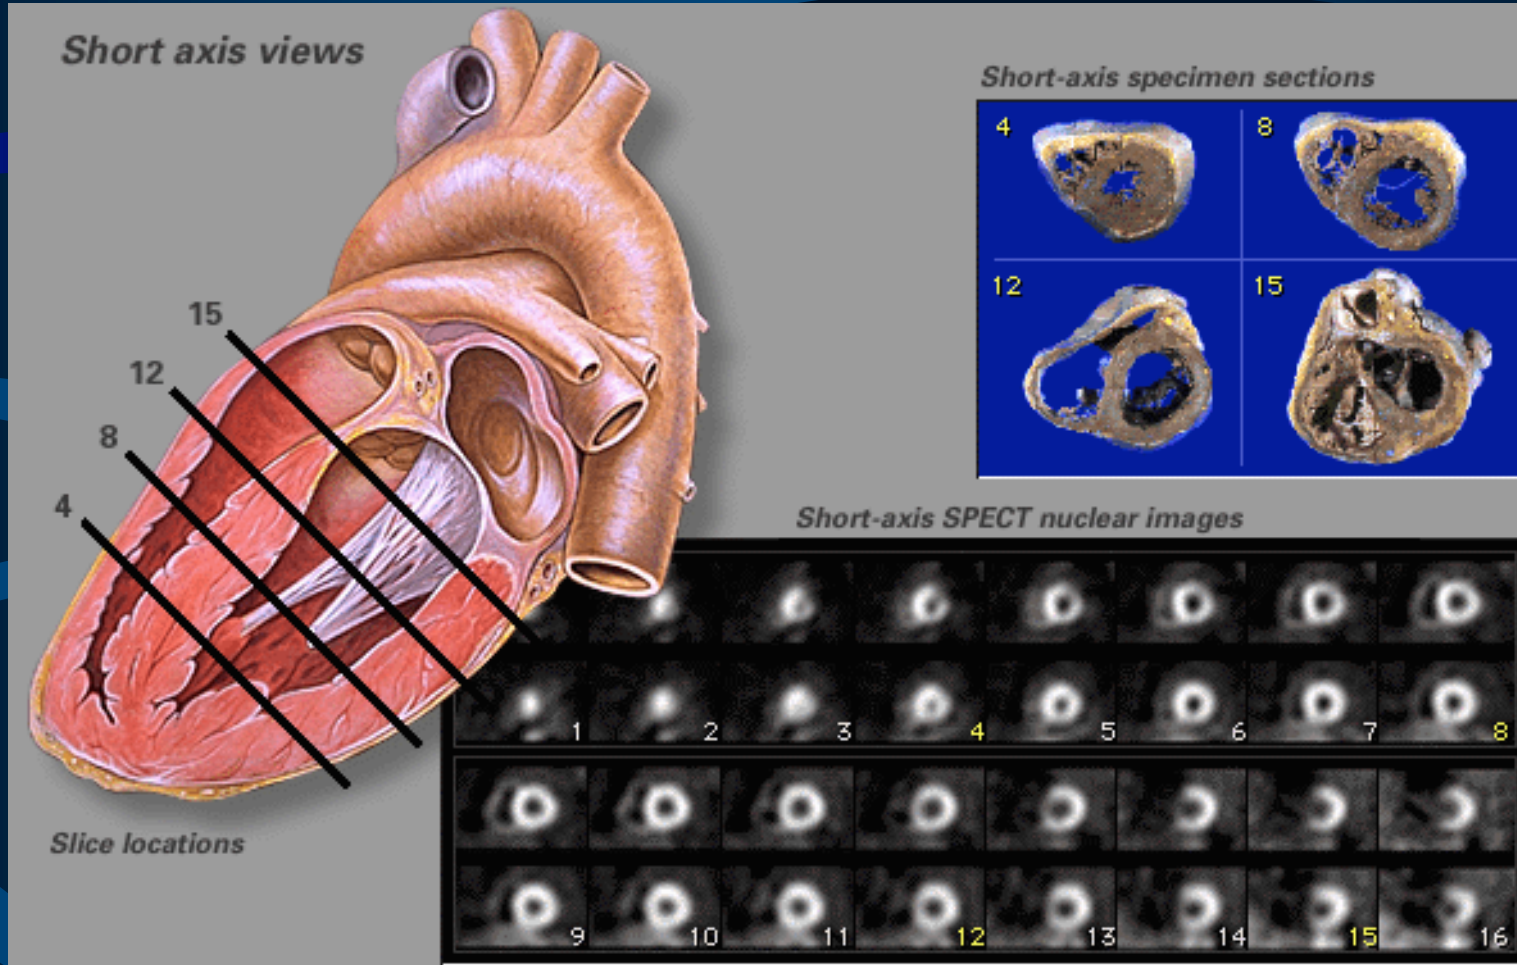 Short axis views
Short-axis specimen sections
4
8
12
15
15
12
8
4
Slice locations
Short-axis SPECT nuclear images
1 2 3 4 5 6 7 8
9 10 11 12 13 14 15 16